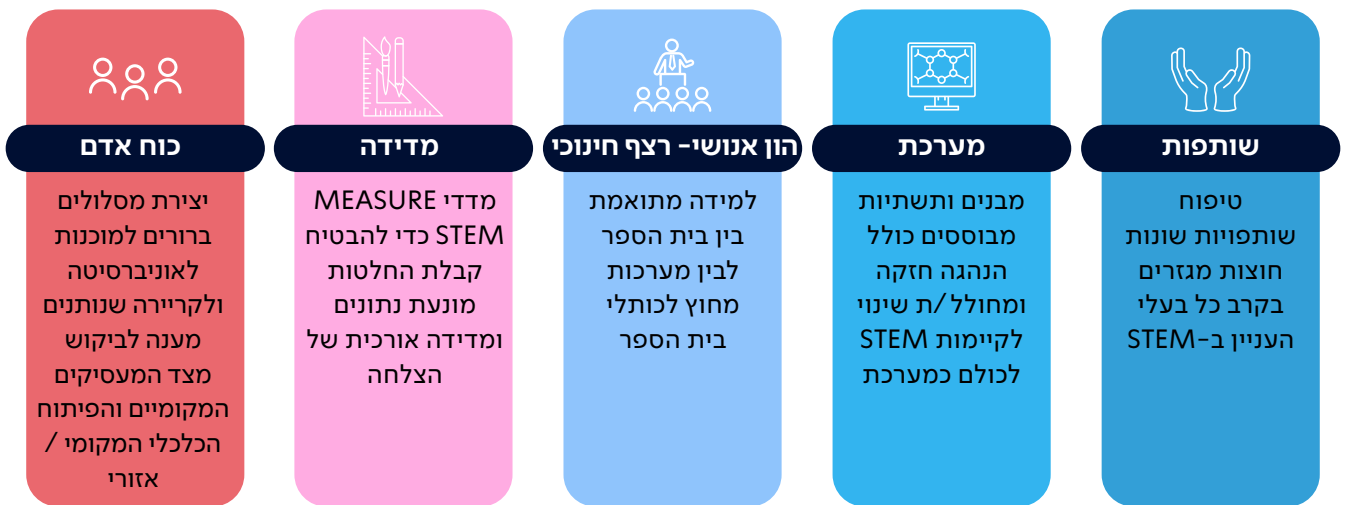 שותפות
טיפוח
שותפויות שונות
חוצות מגזרים
בקרב כל בעלי
העניין ב-STEM
מערכת
מבנים ותשתיות
מבוססים כולל
הנהגה חזקה
ומחולל /ת שינוי
לקיימות STEM
לכולם כמערכת
הון אנושי- רצף חינוכי
למידה מתואמת
בין בית הספר
לבין מערכות
מחוץ לכותלי
בית הספר
מדידה
מדדי MEASURE
STEM כדי להבטיח
קבלת החלטות
מונעת נתונים
ומדידה אורכית של
הצלחה
כוח אדם
יצירת מסלולים
ברורים למוכנות
לאוניברסיטה
ולקריירה שנותנים
מענה לביקוש
מצד המעסיקים
המקומיים והפיתוח
הכלכלי המקומי /
אזורי